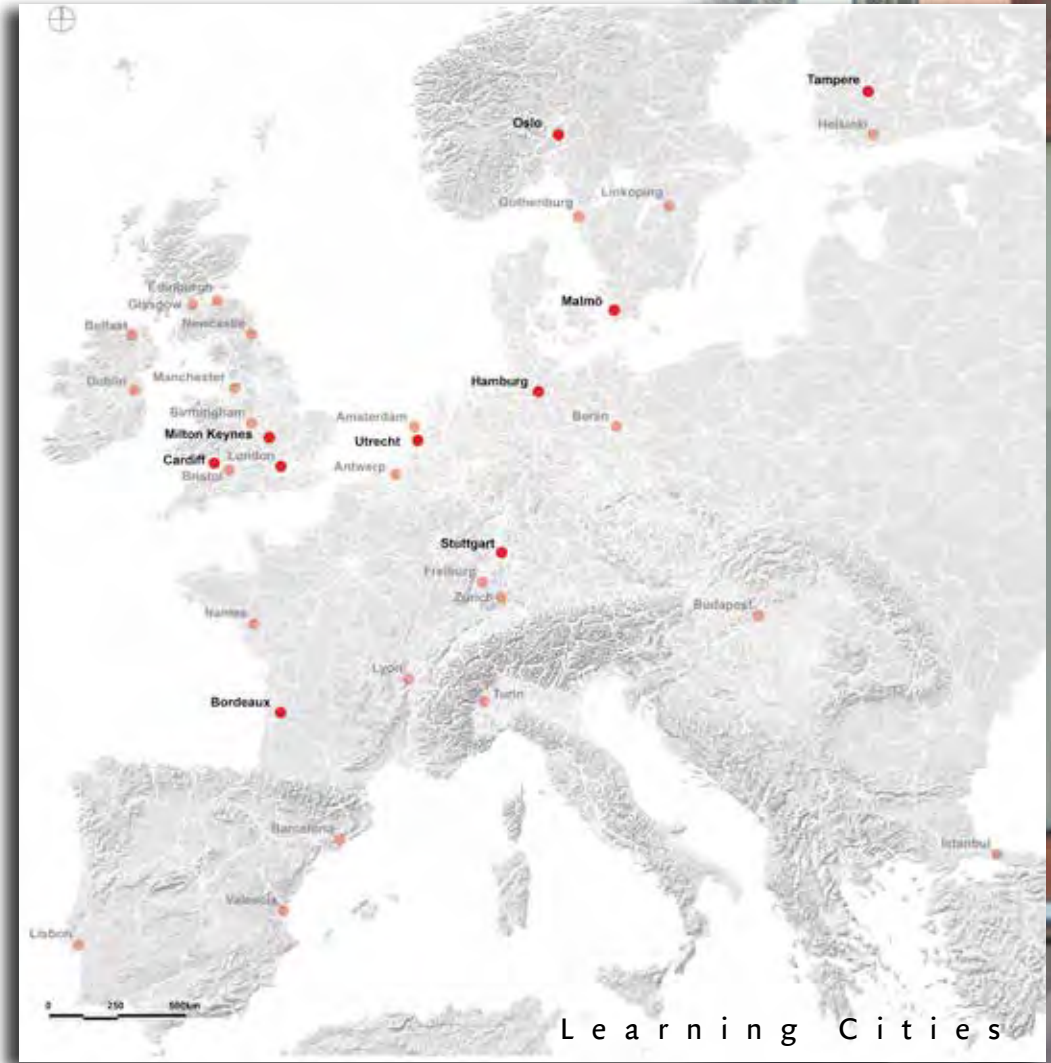 Tampere
Helsinki
Oslo
Linkoping
Gothenburg
Malmö
Edinburgh
Glasgow
Belfast
Newcastle
Dublin
Manchester
Hamburg
Birmingham
Amsterdam
Berlin
Milton Keynes
Utrecht
Cardiff
London
Bristol
Antwerp
Stuttgart
Freiburg
Zurich
Nantes
Budapest
Lyon
Turin
Bordeaux
Barcelona
Istanbul
Valencia
Lisbon
0 250 500km
Learning Cities